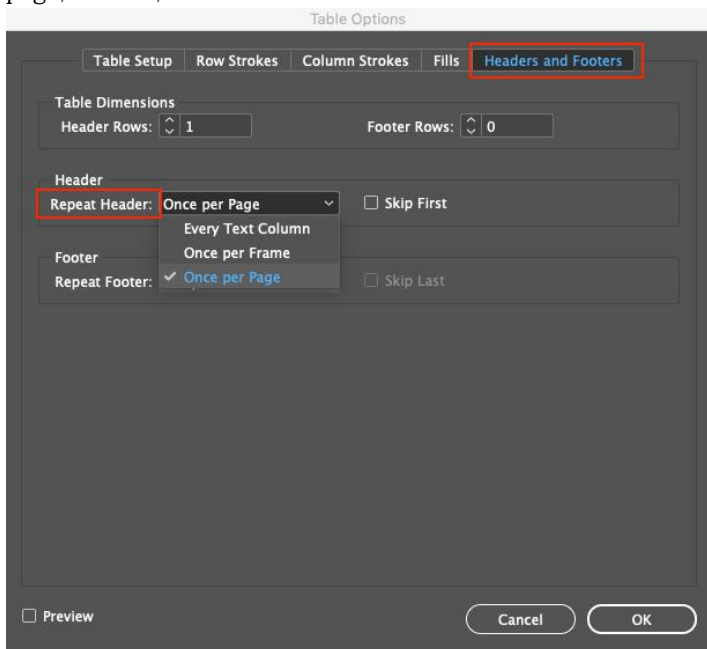 Table Options
Table Setup Row Strokes Column Strokes Fills Headers and Footers
Table Dimensions
Header Rows: 1 Footer Rows: 0
Header
Repeat Header: Once per Page Skip First
Every Text Column
Once per Frame
Footer
Repeat Footer: Once per Page Skip Last
Preview Cancel OK